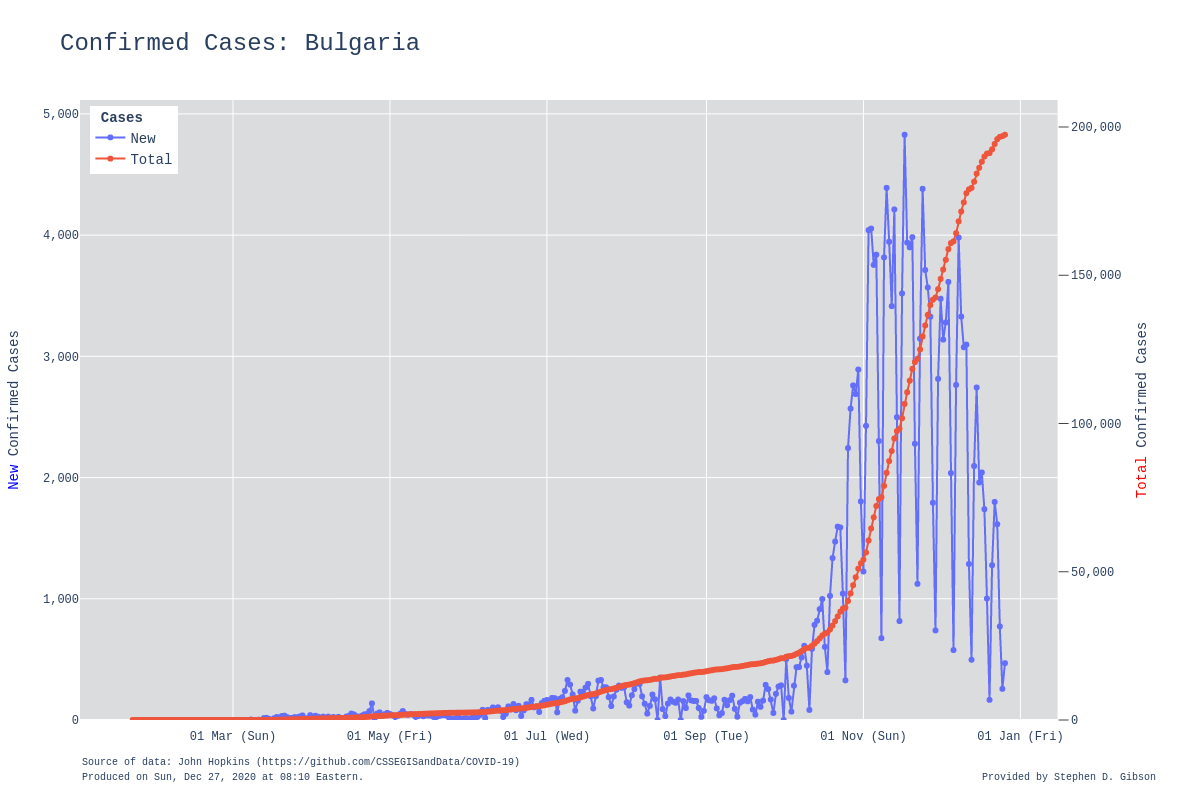 Confirmed Cases: Bulgaria
Cases
New
Total
5,000
4,000
3,000
2,000
1,000
0
200,000
150,000
100,000
50,000
0
New Confirmed Cases
Total Confirmed Cases
01 Mar (Sun)
01 May (Fri)
01 Jul (Wed)
01 Sep (Tue)
01 Nov (Sun)
01 Jan (Fri)
Source of data: John Hopkins (https://github.com/CSSEGISandData/COVID-19)
Produced on Sun, Dec 27, 2020 at 08:10 Eastern.
Provided by Stephen D. Gibson